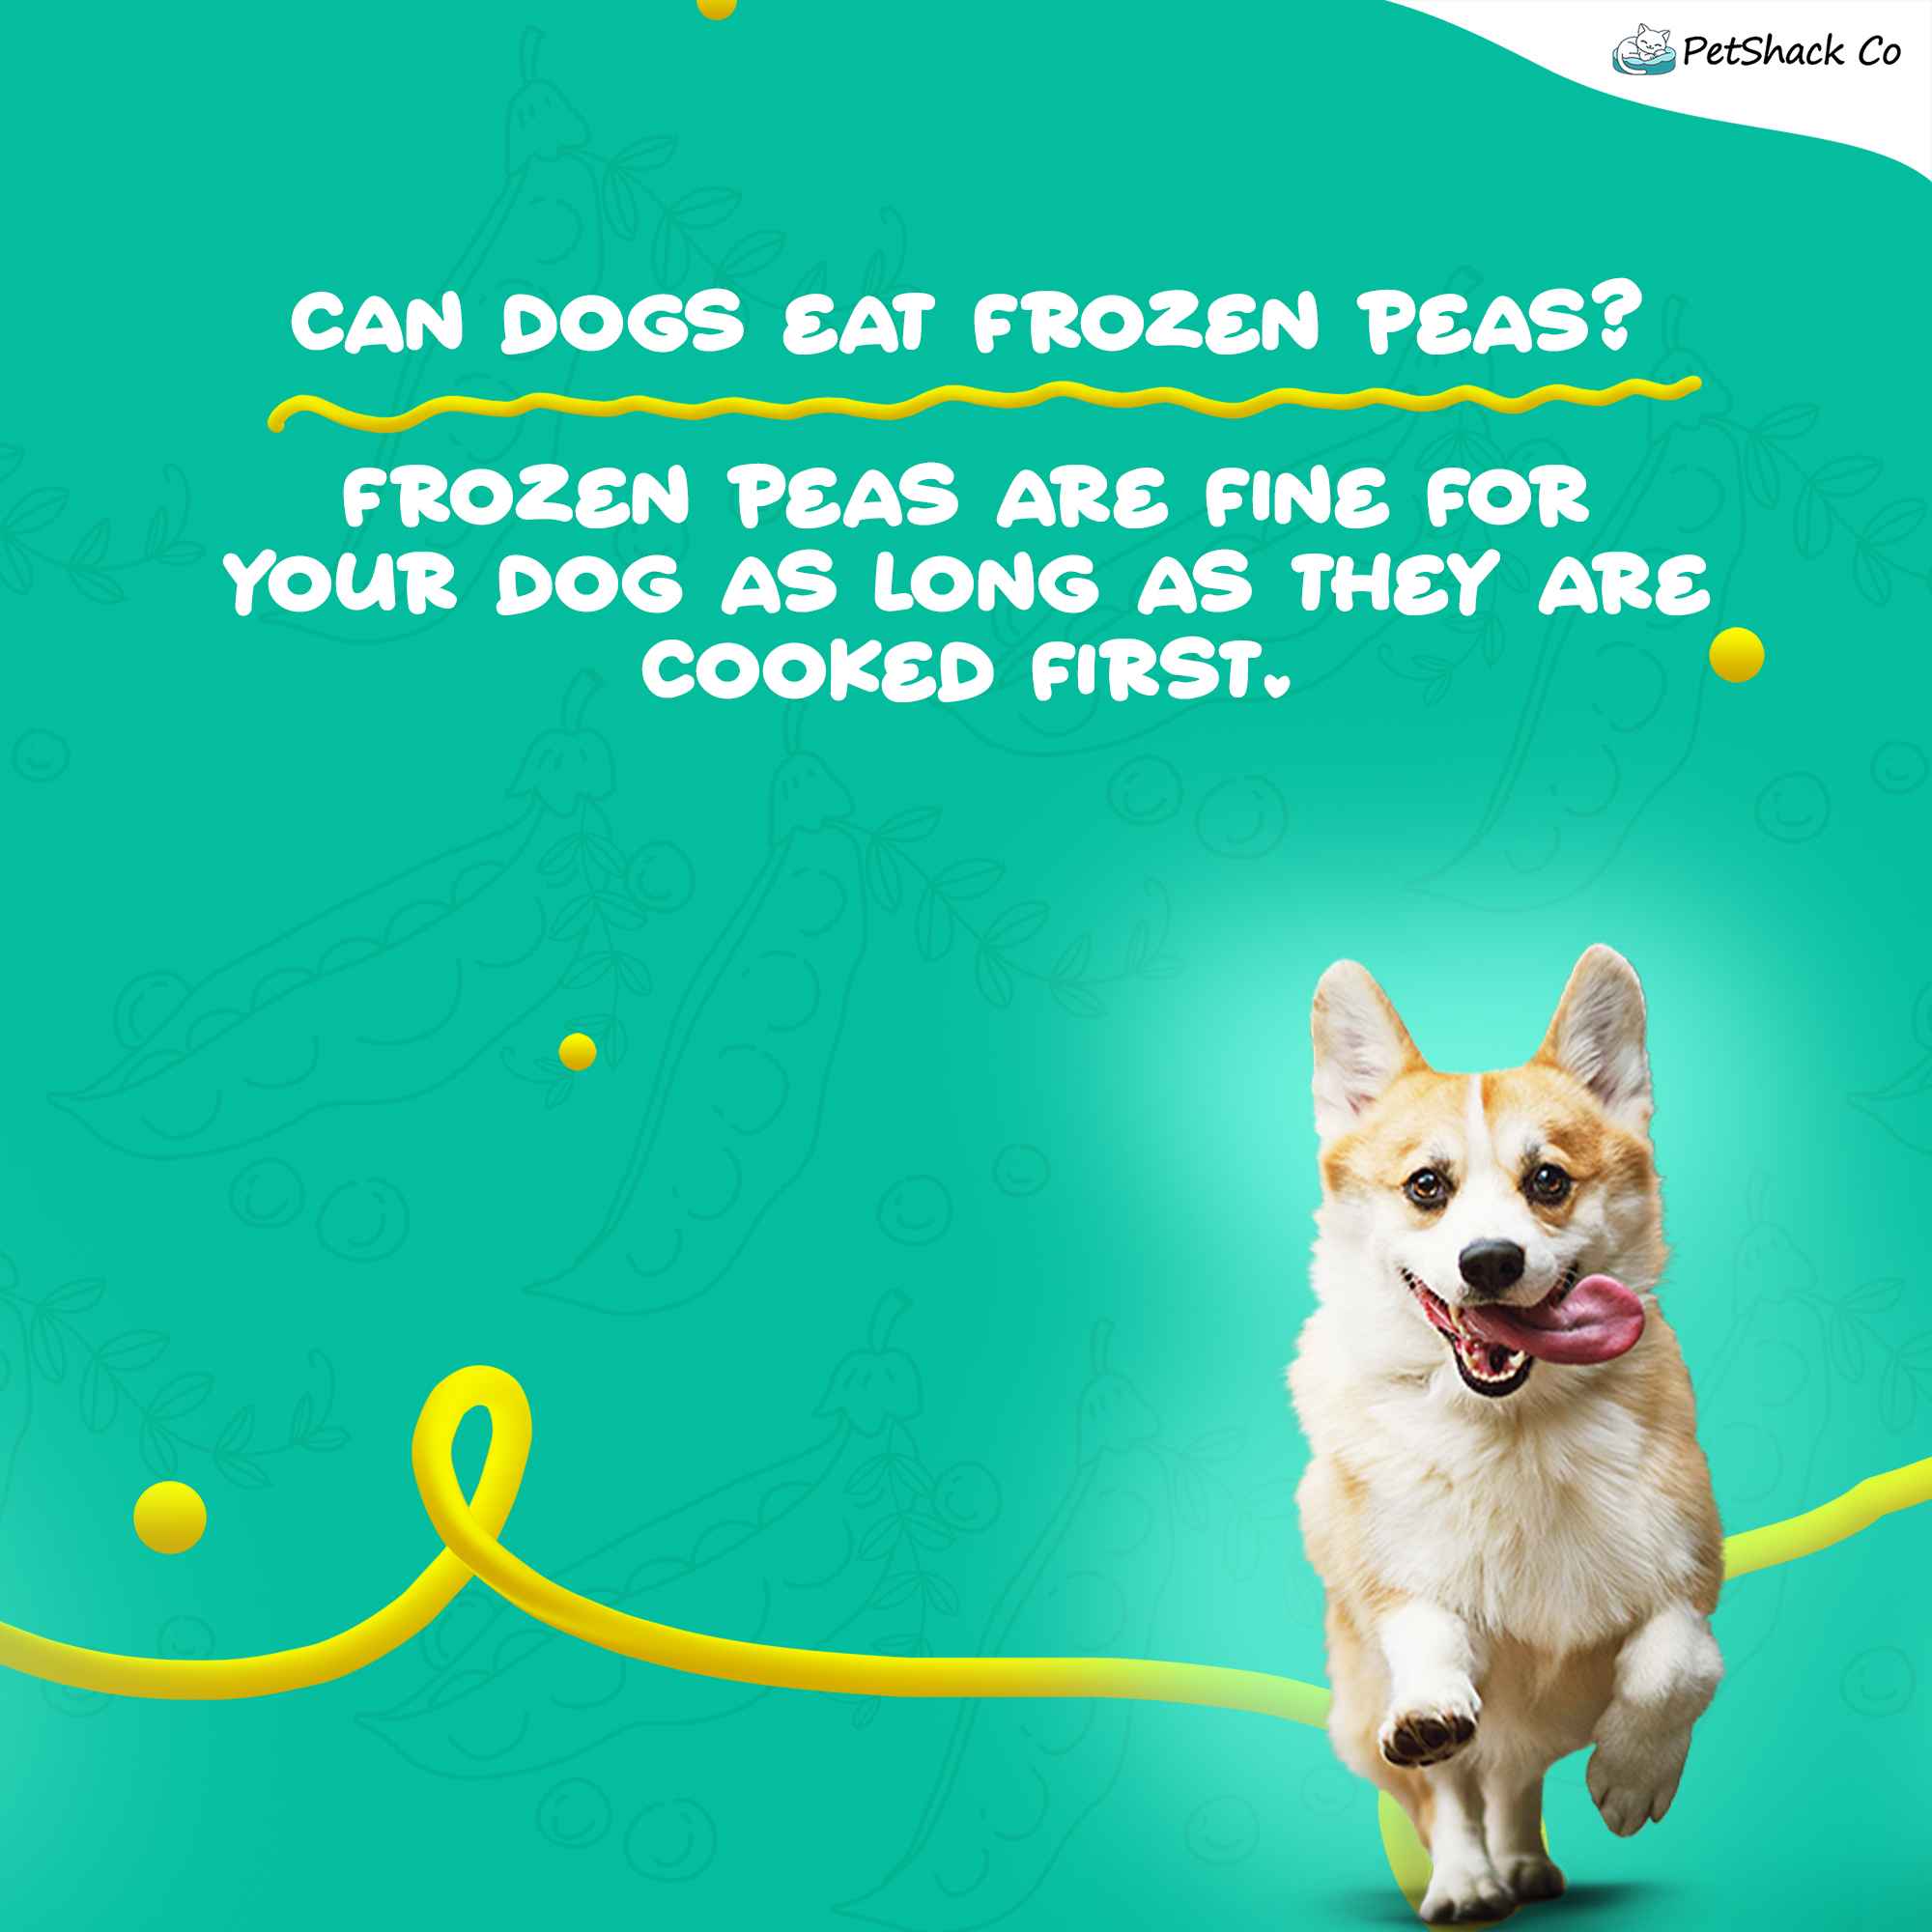 PetShack Co
CAN DOGS EAT FROZEN PEAS?
FROZEN PEAS ARE FINE FOR
YOUR DOG AS LONG AS THEY ARE
COOKED FIRST.